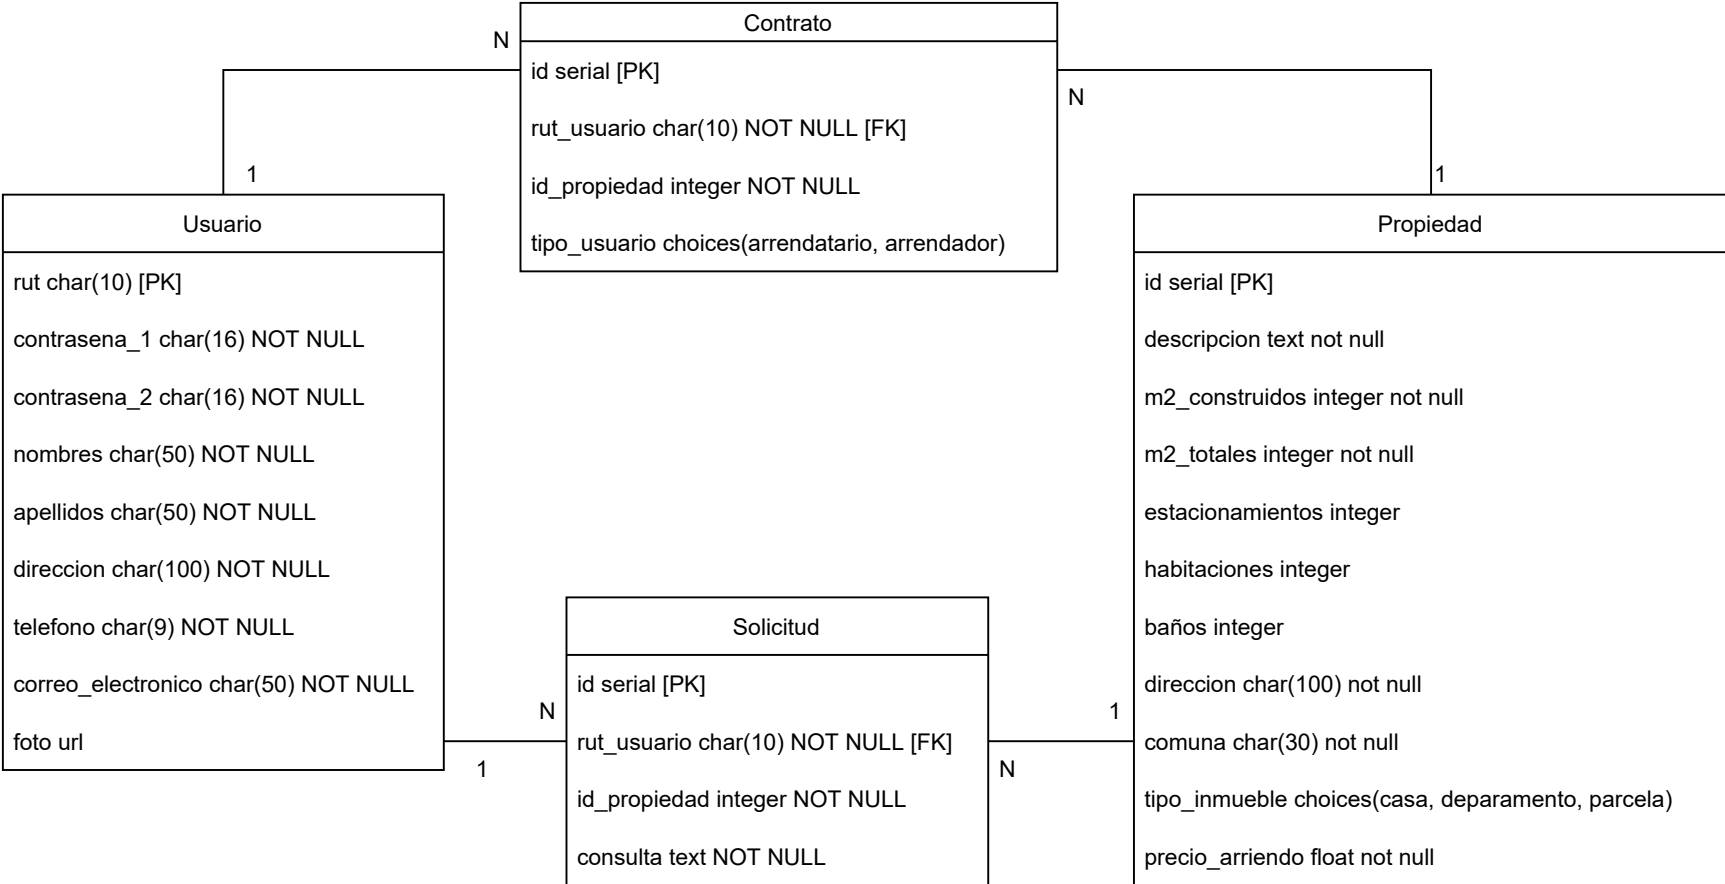 Contrato
id serial [PK]
rut_usuario char(10) NOT NULL [FK]
id_propiedad integer NOT NULL
tipo_usuario choices(arrendatario, arrendador)
N
N
1
1
Usuario
rut char(10) [PK]
contrasena_1 char(16) NOT NULL
contrasena_2 char(16) NOT NULL
nombres char(50) NOT NULL
apellidos char(50) NOT NULL
direccion char(100) NOT NULL
telefono char(9) NOT NULL
correo_electronico char(50) NOT NULL
foto url
N
1
Solicitud
id serial [PK]
rut_usuario char(10) NOT NULL [FK]
id_propiedad integer NOT NULL
consulta text NOT NULL
1
N
Propiedad
id serial [PK]
descripcion text not null
m2_construidos integer not null
m2_totales integer not null
estacionamientos integer
habitaciones integer
baños integer
direccion char(100) not null
comuna char(30) not null
tipo_inmueble choices(casa, deparamento, parcela)
precio_arriendo float not null